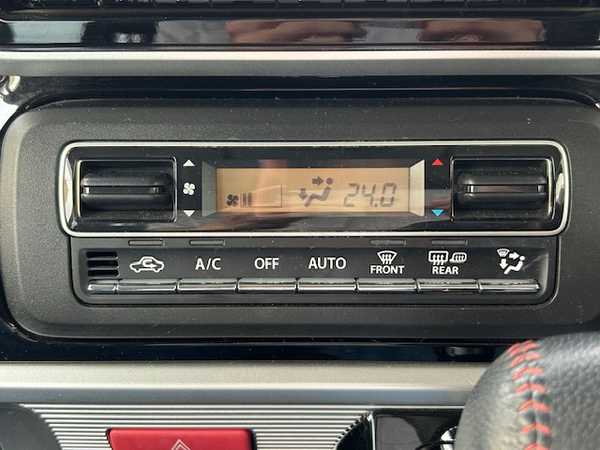 24.0
A/C OFF AUTO FRONT REAR